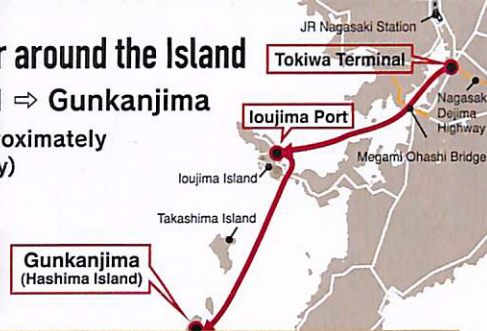 r around the Island
⇨ Gunkanjima
roximately
y)
JR Nagasaki Station
Tokiwa Terminal
Nagasak
Dejima
Highway
Ioujima Port
Megami Ohashi Bridge
Ioujima Island
Takashima Island
Gunkanjima
(Hashima Island)